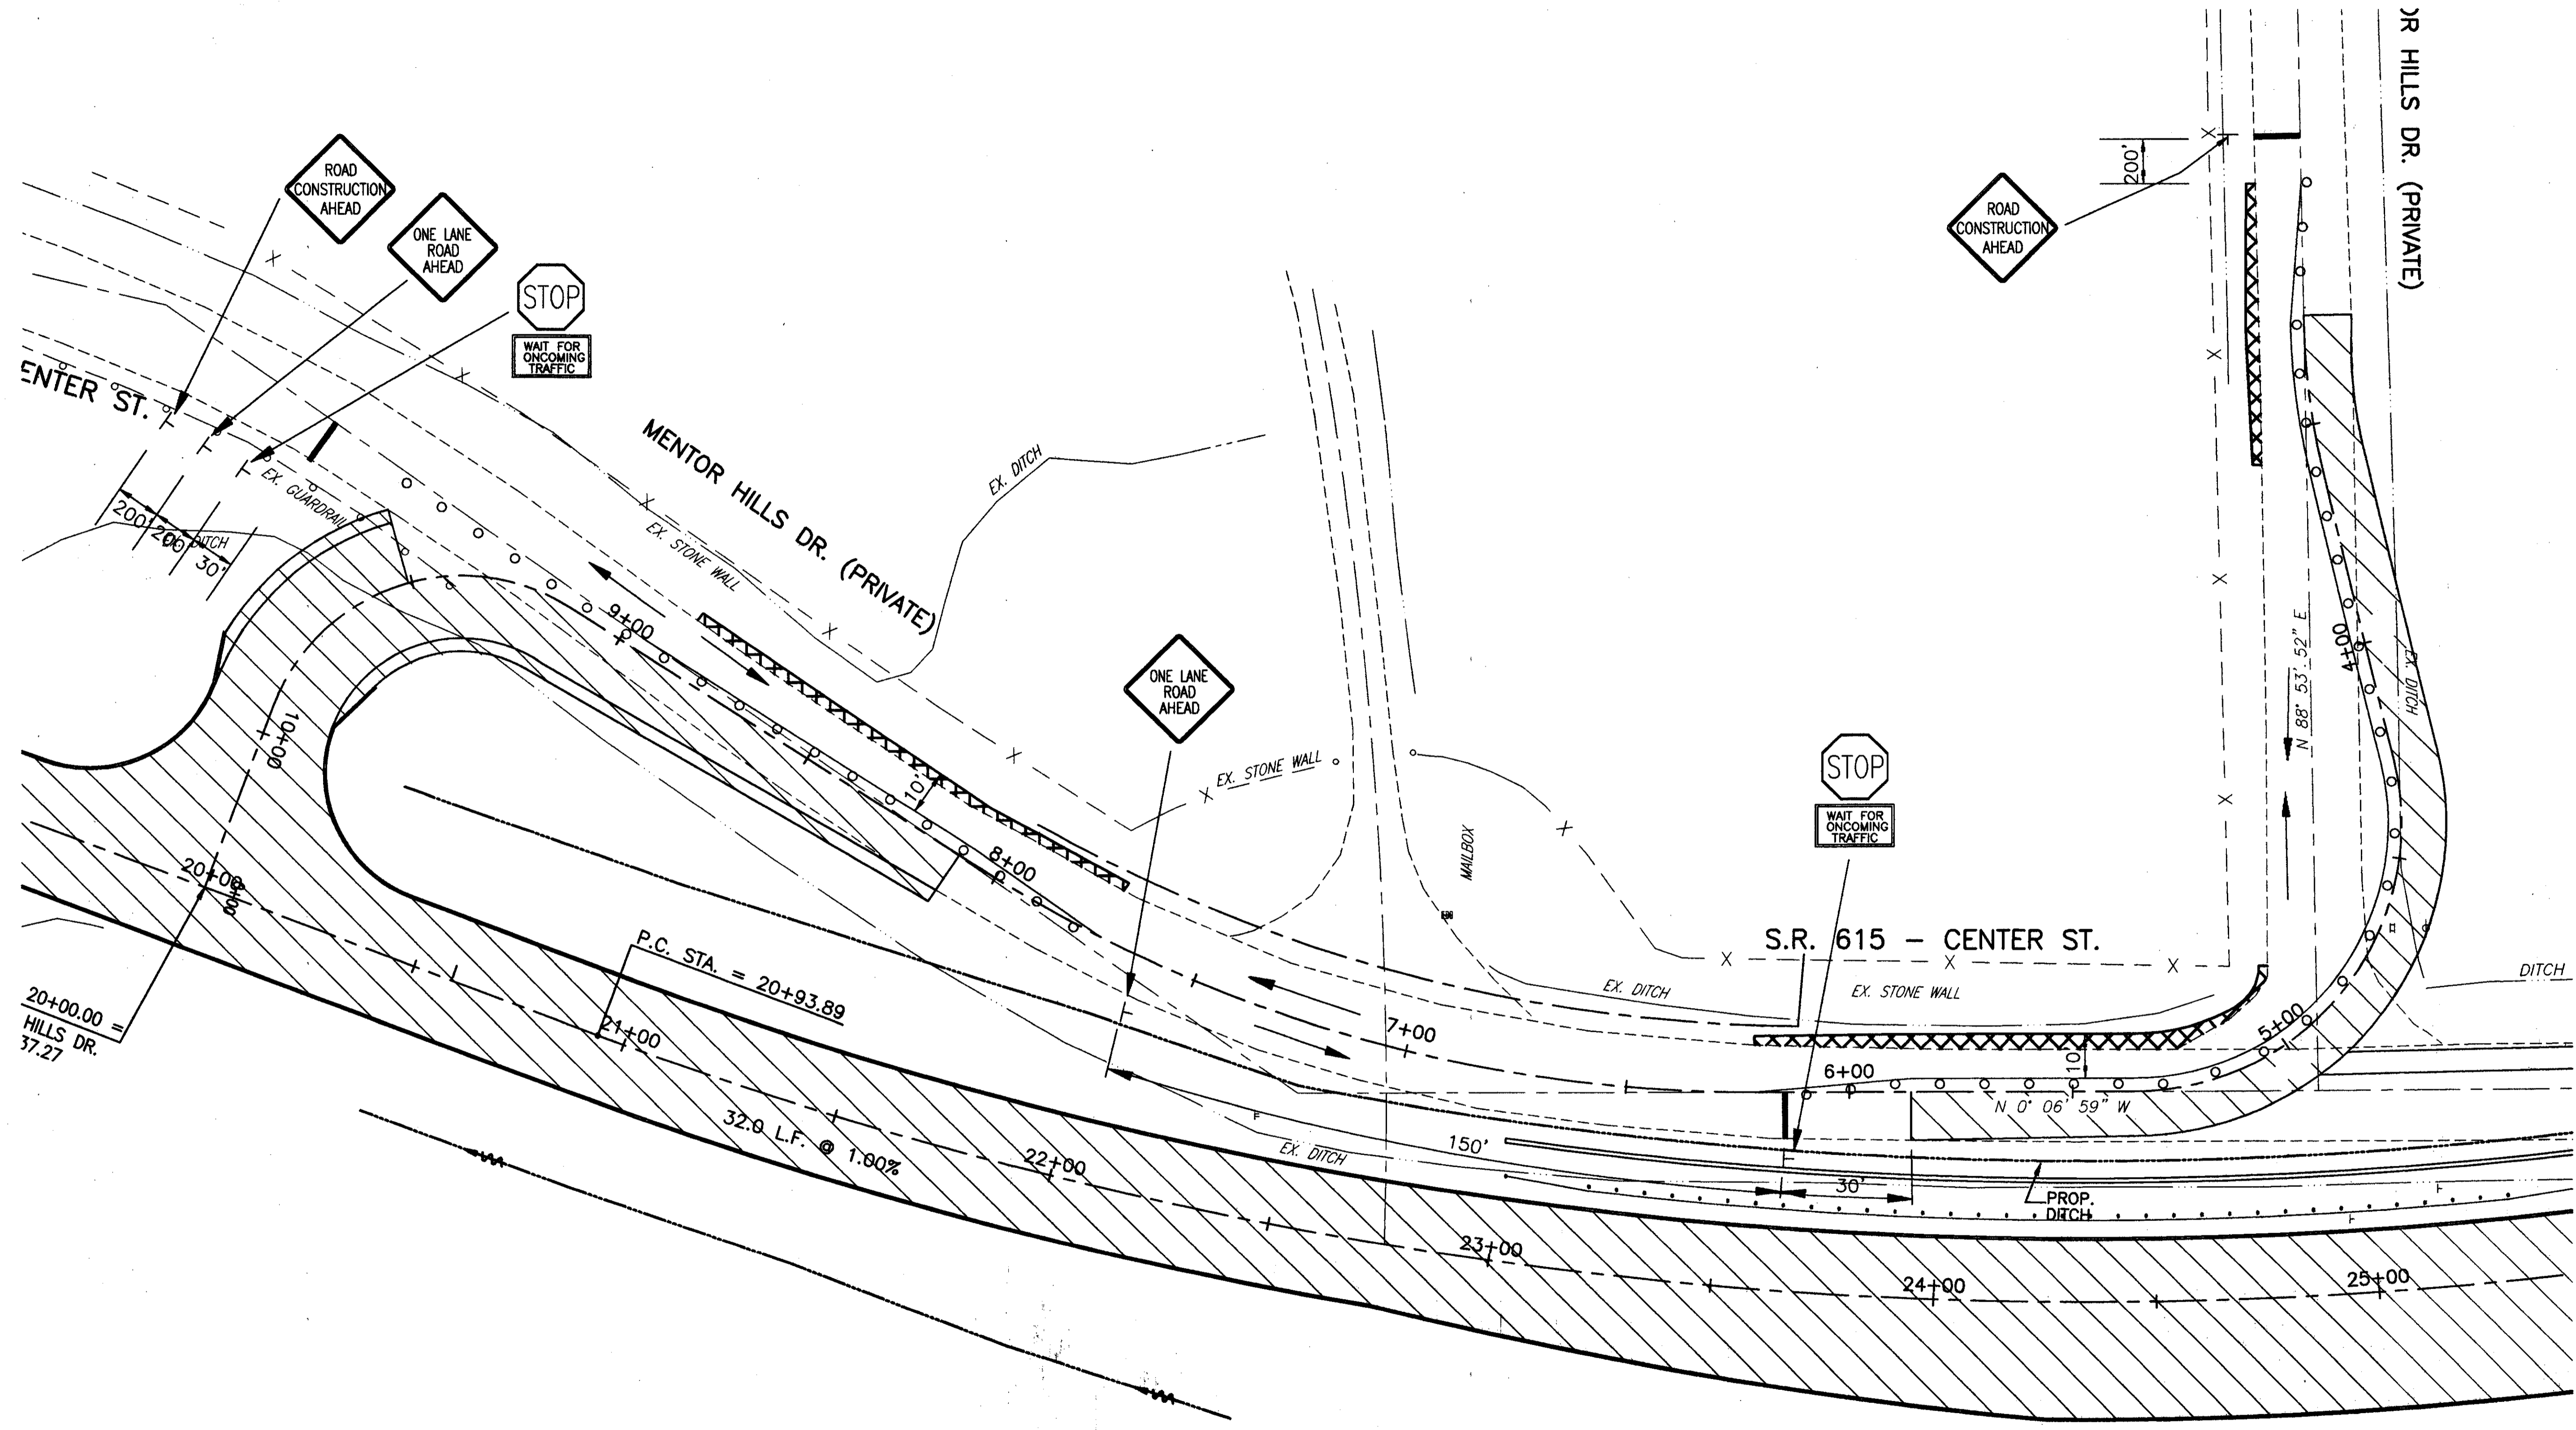 ROAD
CONSTRUCTION
AHEAD
ONE LANE
ROAD
AHEAD
STOP
WAIT FOR
ONCOMING
TRAFFIC
ENTER ST.
EX. GUARDRAIL
200'
200'
30'
DITCH
MENTOR HILLS DR. (PRIVATE)
EX. STONE WALL
EX. DITCH
9+00
10'
8+00
10+00
20+00
20+00.00 =
HILLS DR.
37.27
P.C. STA. = 20+93.89
21+00
32.0 L.F. @ 1.00%
22+00
EX. DITCH
150'
ONE LANE
ROAD
AHEAD
EX. STONE WALL
MAILBOX
7+00
S.R. 615 - CENTER ST.
EX. DITCH
EX. STONE WALL
STOP
WAIT FOR
ONCOMING
TRAFFIC
6+00
10'
N 0° 06' 59" W
30'
PROP.
DITCH
23+00
24+00
25+00
5+00
DITCH
ROAD
CONSTRUCTION
AHEAD
200'
OR HILLS DR. (PRIVATE)
4+00
N 88° 53' 52" E
EX. DITCH